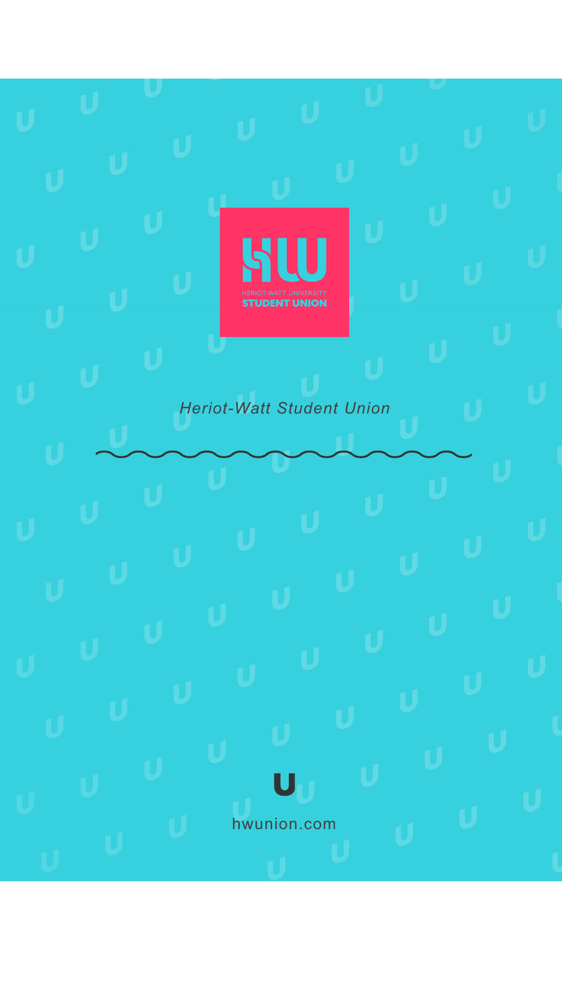 hw
HERIOT-WATT UNIVERSITY
STUDENT UNION
Heriot-Watt Student Union
U
hwunion.com